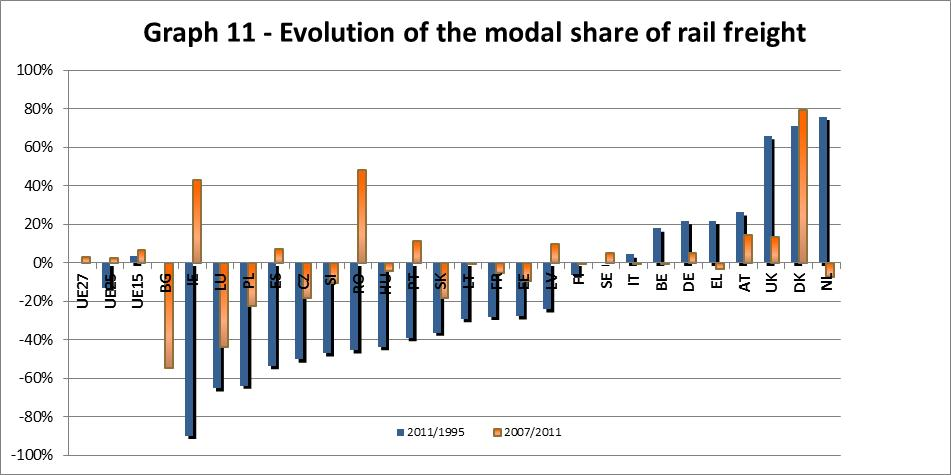 Graph 11 - Evolution of the modal share of rail freight
100%
80%
60%
40%
20%
0%
-20%
-40%
-60%
-80%
-100%
UE27
UE25
UE15
BG
IE
LU
PL
ES
CZ
SI
RO
HU
PT
SK
LT
FR
EE
LV
FI
SE
IT
BE
DE
EL
AT
UK
DK
NL
2011/1995
2007/2011